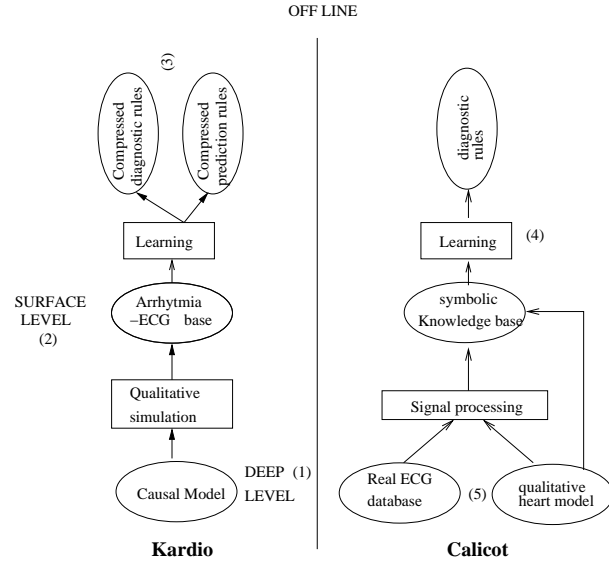 OFF LINE
(3)
Compressed
diagnostic rules
Compressed
prediction rules
Learning
SURFACE
LEVEL
(2)
Arrhytmia
–ECG base
Qualitative
simulation
DEEP (1)
LEVEL
Causal Model
Kardio
diagnostic
rules
Learning
(4)
symbolic
Knowledge base
Signal processing
Real ECG
database
(5)
qualitative
heart model
Calicot